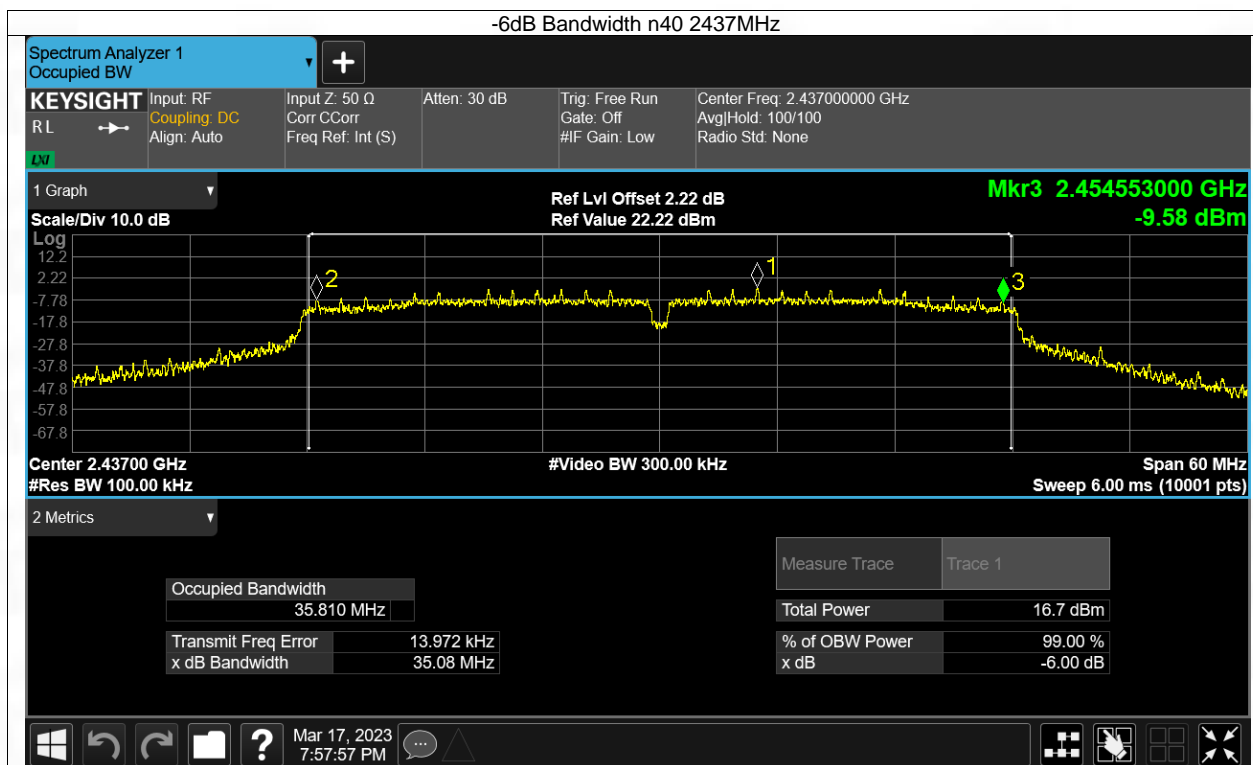 -6dB Bandwidth n40 2437MHz
Spectrum Analyzer 1
Occupied BW
+
KEYSIGHT
RL
LXI
Input: RF
Coupling: DC
Align: Auto
Input Z: 50 Ω
Corr CCorr
Freq Ref: Int (S)
Atten: 30 dB
Trig: Free Run
Gate: Off
#IF Gain: Low
Center Freq: 2.437000000 GHz
Avg|Hold: 100/100
Radio Std: None
1 Graph
Scale/Div 10.0 dB
Ref Lvl Offset 2.22 dB
Ref Value 22.22 dBm
Mkr3 2.454553000 GHz
-9.58 dBm
Log
12.2
2.22
-7.78
-17.8
-27.8
-37.8
-47.8
-57.8
-67.8
2
1
3
Center 2.43700 GHz
#Video BW 300.00 kHz
Span 60 MHz
#Res BW 100.00 kHz
Sweep 6.00 ms (10001 pts)
2 Metrics
Measure Trace Trace 1
Occupied Bandwidth
35.810 MHz
Total Power 16.7 dBm
Transmit Freq Error 13.972 kHz
% of OBW Power 99.00 %
x dB Bandwidth 35.08 MHz
x dB -6.00 dB
?
Mar 17, 2023
7:57:57 PM